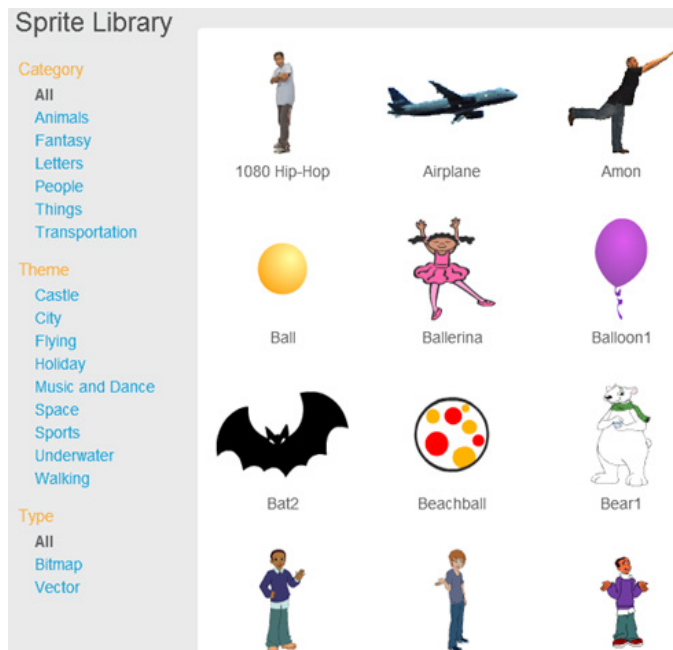 Sprite Library
Category
All
Animals
Fantasy
Letters
People
Things
Transportation
Theme
Castle
City
Flying
Holiday
Music and Dance
Space
Sports
Underwater
Walking
Type
All
Bitmap
Vector
1080 Hip-Hop
Airplane
Amon
Ball
Ballerina
Balloon1
Bat2
Beachball
Bear1